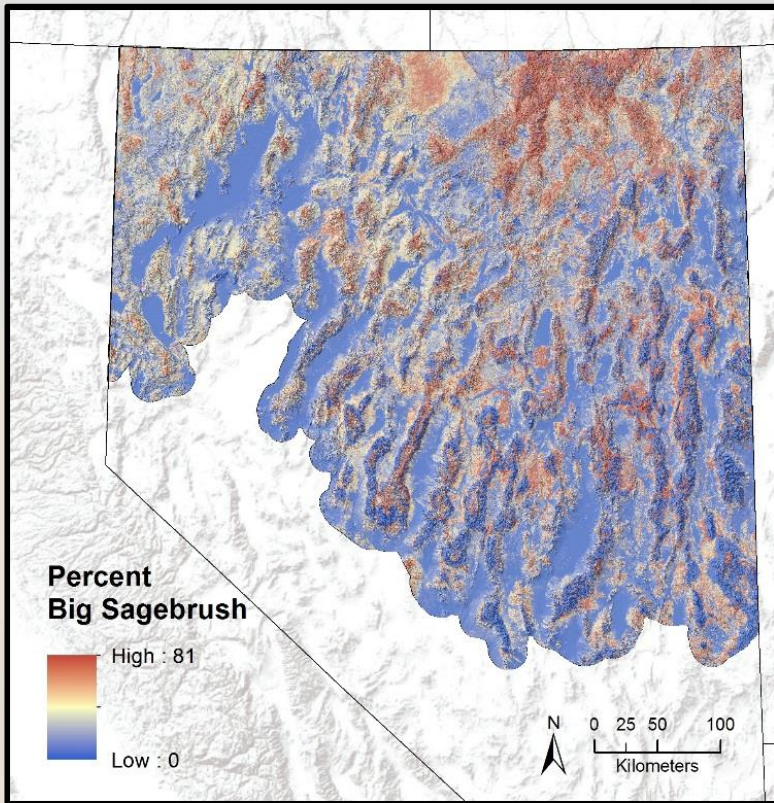 Percent
Big Sagebrush
High : 81
Low : 0
N
0 25 50 100
Kilometers